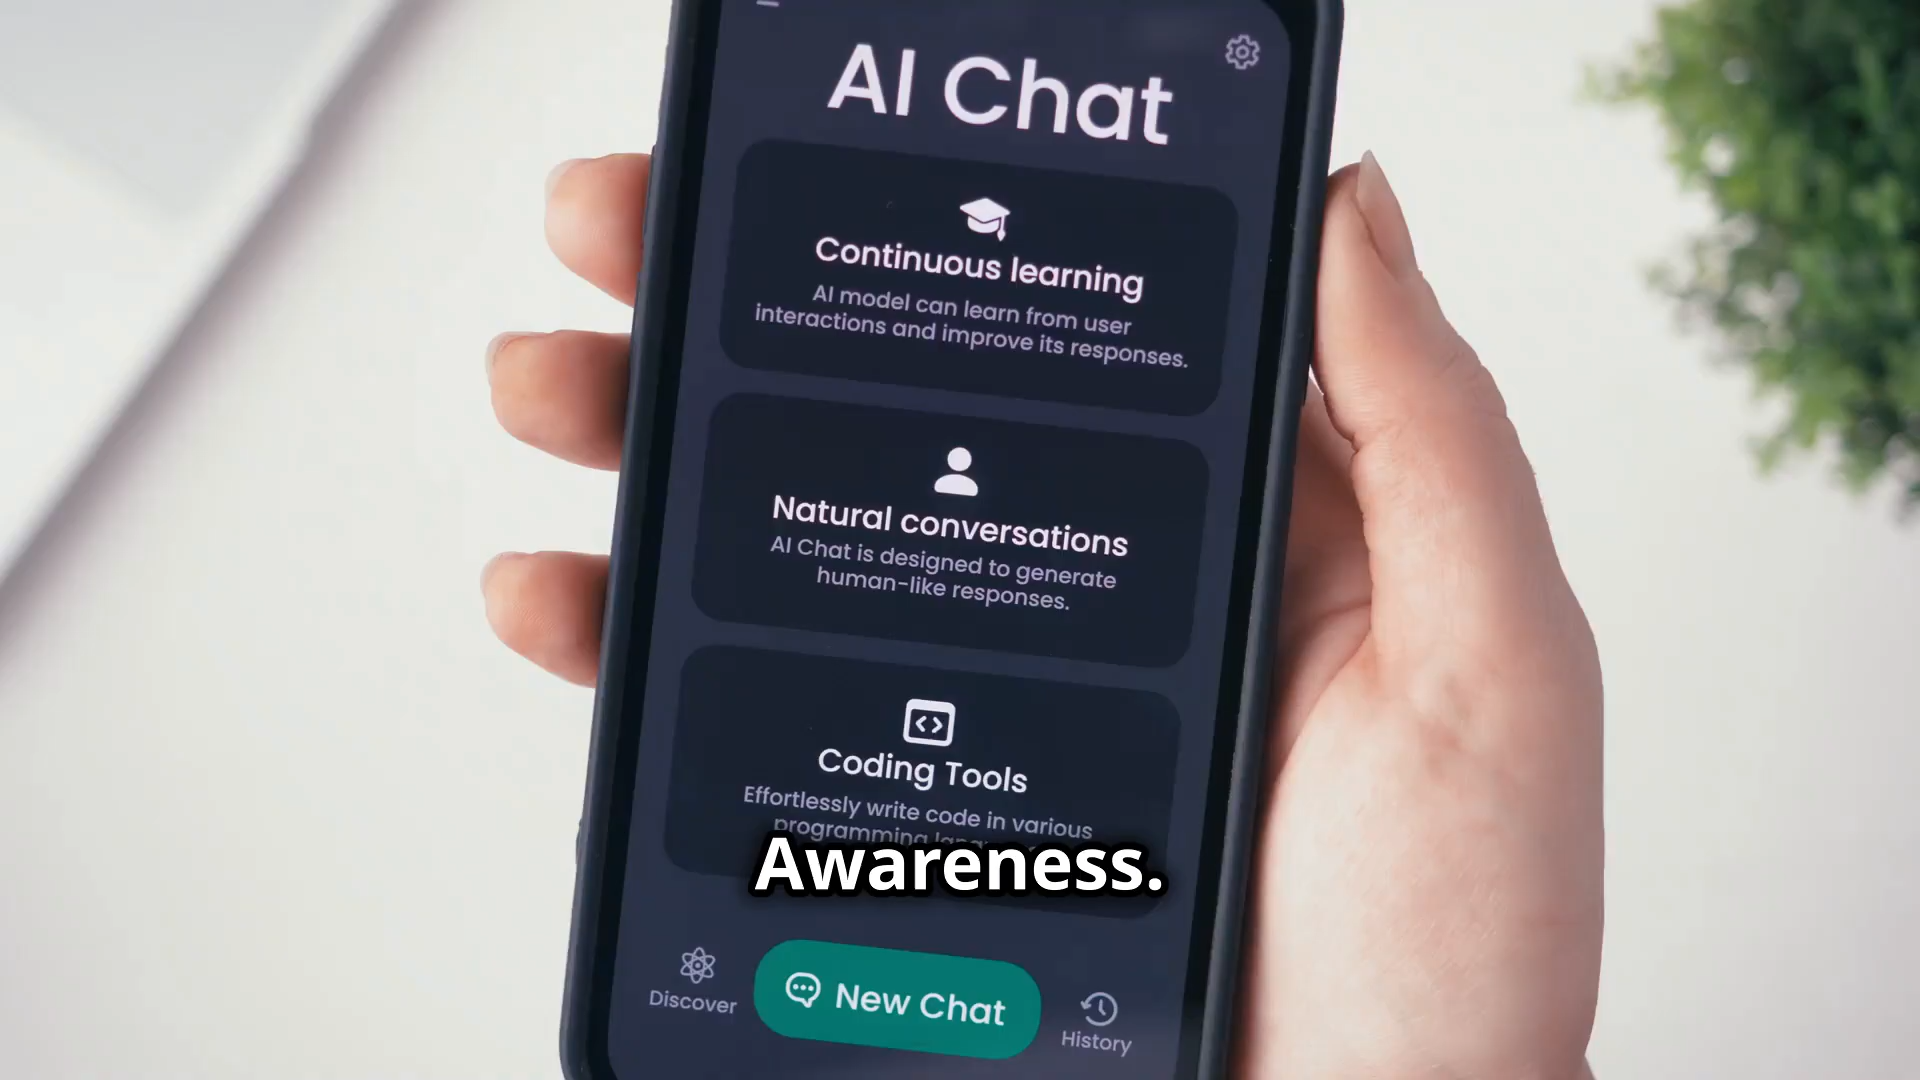 AI Chat
Continuous learning
AI model can learn from user
interactions and improve its responses.
Natural conversations
AI Chat is designed to generate
human-like responses.
Coding Tools
Effortlessly write code in various
programming
Awareness.
Discover
New Chat
History